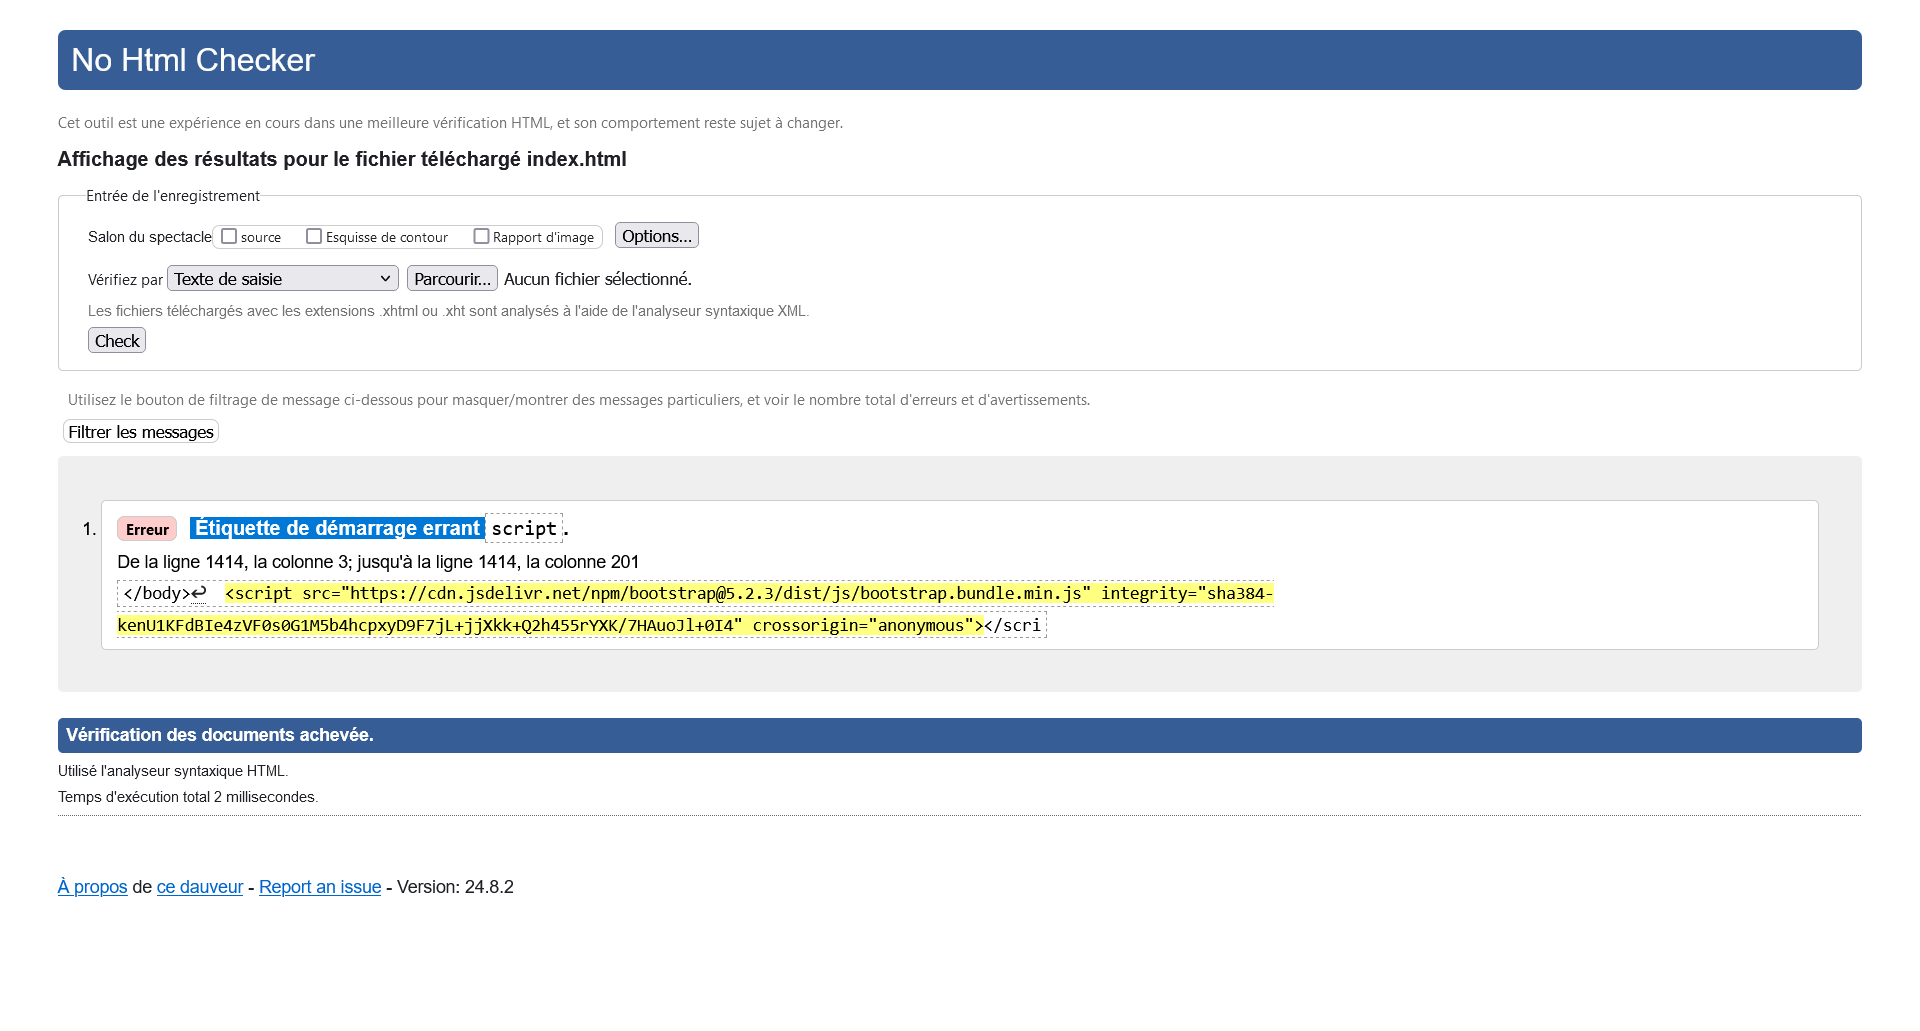 No Html Checker
Cet outil est une expérience en cours dans une meilleure vérification HTML, et son comportement reste sujet à changer.
Affichage des résultats pour le fichier téléchargé index.html
Entrée de l'enregistrement
Salon du spectacle source Esquisse de contour Rapport d'image Options...
Vérifiez par Texte de saisie Parcourir... Aucun fichier sélectionné.
Les fichiers téléchargés avec les extensions .xhtml ou .xht sont analysés à l'aide de l'analyseur syntaxique XML.
Check
Utilisez le bouton de filtrage de message ci-dessous pour masquer/montrer des messages particuliers, et voir le nombre total d'erreurs et d'avertissements.
Filtrer les messages
1. Erreur Étiquette de démarrage errant script.
De la ligne 1414, la colonne 3; jusqu'à la ligne 1414, la colonne 201
</body>↩ <script src="https://cdn.jsdelivr.net/npm/bootstrap@5.2.3/dist/js/bootstrap.bundle.min.js" integrity="sha384-
kenU1KFdBIe4zVF0s0G1M5b4hcpxyD9F7jL+jjXkk+Q2h455rYXK/7HAuoJl+0I4" crossorigin="anonymous"></scri
Vérification des documents achevée.
Utilisé l'analyseur syntaxique HTML.
Temps d'exécution total 2 millisecondes.
À propos de ce dauveur - Report an issue - Version: 24.8.2